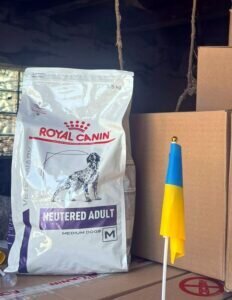 ROYAL CANIN
NEUTERED ADULT
MEDIUM DOGS M